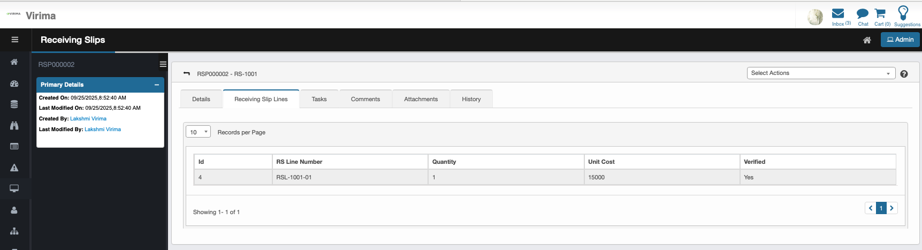 VIRIMA Virima
Inbox (3) Chat Cart (0) Suggestions
Receiving Slips
Admin
RSP000002
Primary Details
Created On: 09/25/2025,8:52:40 AM
Last Modified On: 09/25/2025,8:52:40 AM
Created By: Lakshmi Virima
Last Modified By: Lakshmi Virima
RSP000002 - RS-1001
Select Actions
Details Receiving Slip Lines Tasks Comments Attachments History
10 Records per Page
Id RS Line Number Quantity Unit Cost Verified
4 RSL-1001-01 1 15000 Yes
Showing 1- 1 of 1
1